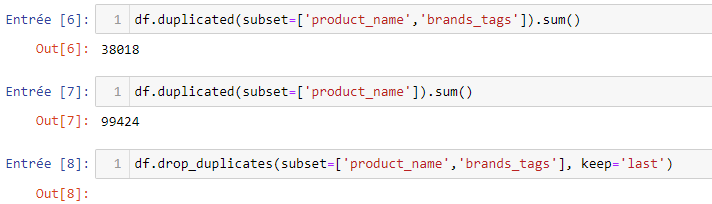 Entrée [6]: 1 df.duplicated(subset=['product_name','brands_tags']).sum()
Out[6]: 38018
Entrée [7]: 1 df.duplicated(subset=['product_name']).sum()
Out[7]: 99424
Entrée [8]: 1 df.drop_duplicates(subset=['product_name','brands_tags'], keep='last')
Out[8]: